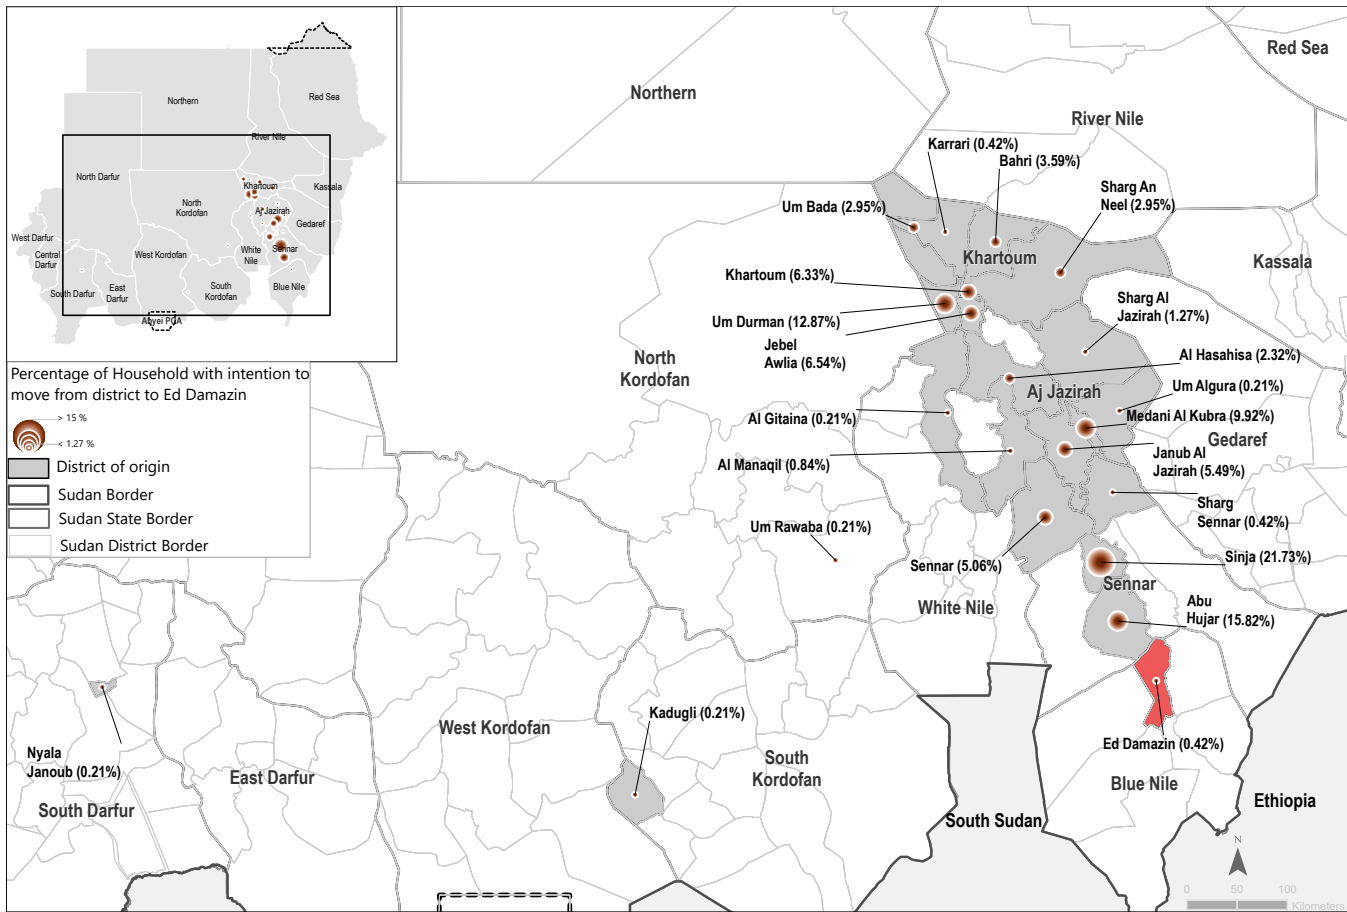 Northern
Red Sea
River Nile
North Darfur
Khartoum
Kassala
North
Kordofan
Aj Jazirah
Gedaref
West Darfur
Central
Darfur
West Kordofan
White
Nile
Sennar
South Darfur
East
Darfur
South
Kordofan
Blue Nile
Abyei PCA
Percentage of Household with intention to
move from district to Ed Damazin
> 15 %
< 1.27 %
District of origin
Sudan Border
Sudan State Border
Sudan District Border
Northern
Red Sea
River Nile
Karrari (0.42%)
Bahri (3.59%)
Sharg An
Neel (2.95%)
Um Bada (2.95%)
Khartoum
Kassala
Khartoum (6.33%)
Um Durman (12.87%)
Jebel
Awlia (6.54%)
Sharg Al
Jazirah (1.27%)
North
Kordofan
Al Hasahisa (2.32%)
Aj Jazirah
Um Algura (0.21%)
Al Gitaina (0.21%)
Medani Al Kubra (9.92%)
Gedaref
Al Manaqil (0.84%)
Janub Al
Jazirah (5.49%)
Sharg
Sennar (0.42%)
Um Rawaba (0.21%)
Sennar (5.06%)
Sinja (21.73%)
Sennar
White Nile
Abu
Hujar (15.82%)
Kadugli (0.21%)
West Kordofan
Nyala
Janoub (0.21%)
East Darfur
South
Kordofan
Ed Damazin (0.42%)
Blue Nile
South Darfur
South Sudan
Ethiopia
N
0 50 100
Kilometers